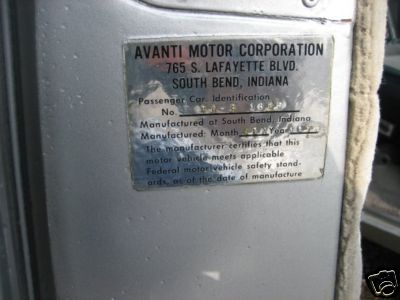 AVANTI MOTOR CORPORATION
765 S. LAFAYETTE BLVD.
SOUTH BEND, INDIANA
Passenger Car. Identification
No.
Manufactured at South Bend, Indiana
Manufactured: Month Year
The manufacturer certifies that this
motor vehicle meets applicable
Federal motor vehicle safety stand-
ards, as of the date of manufacture